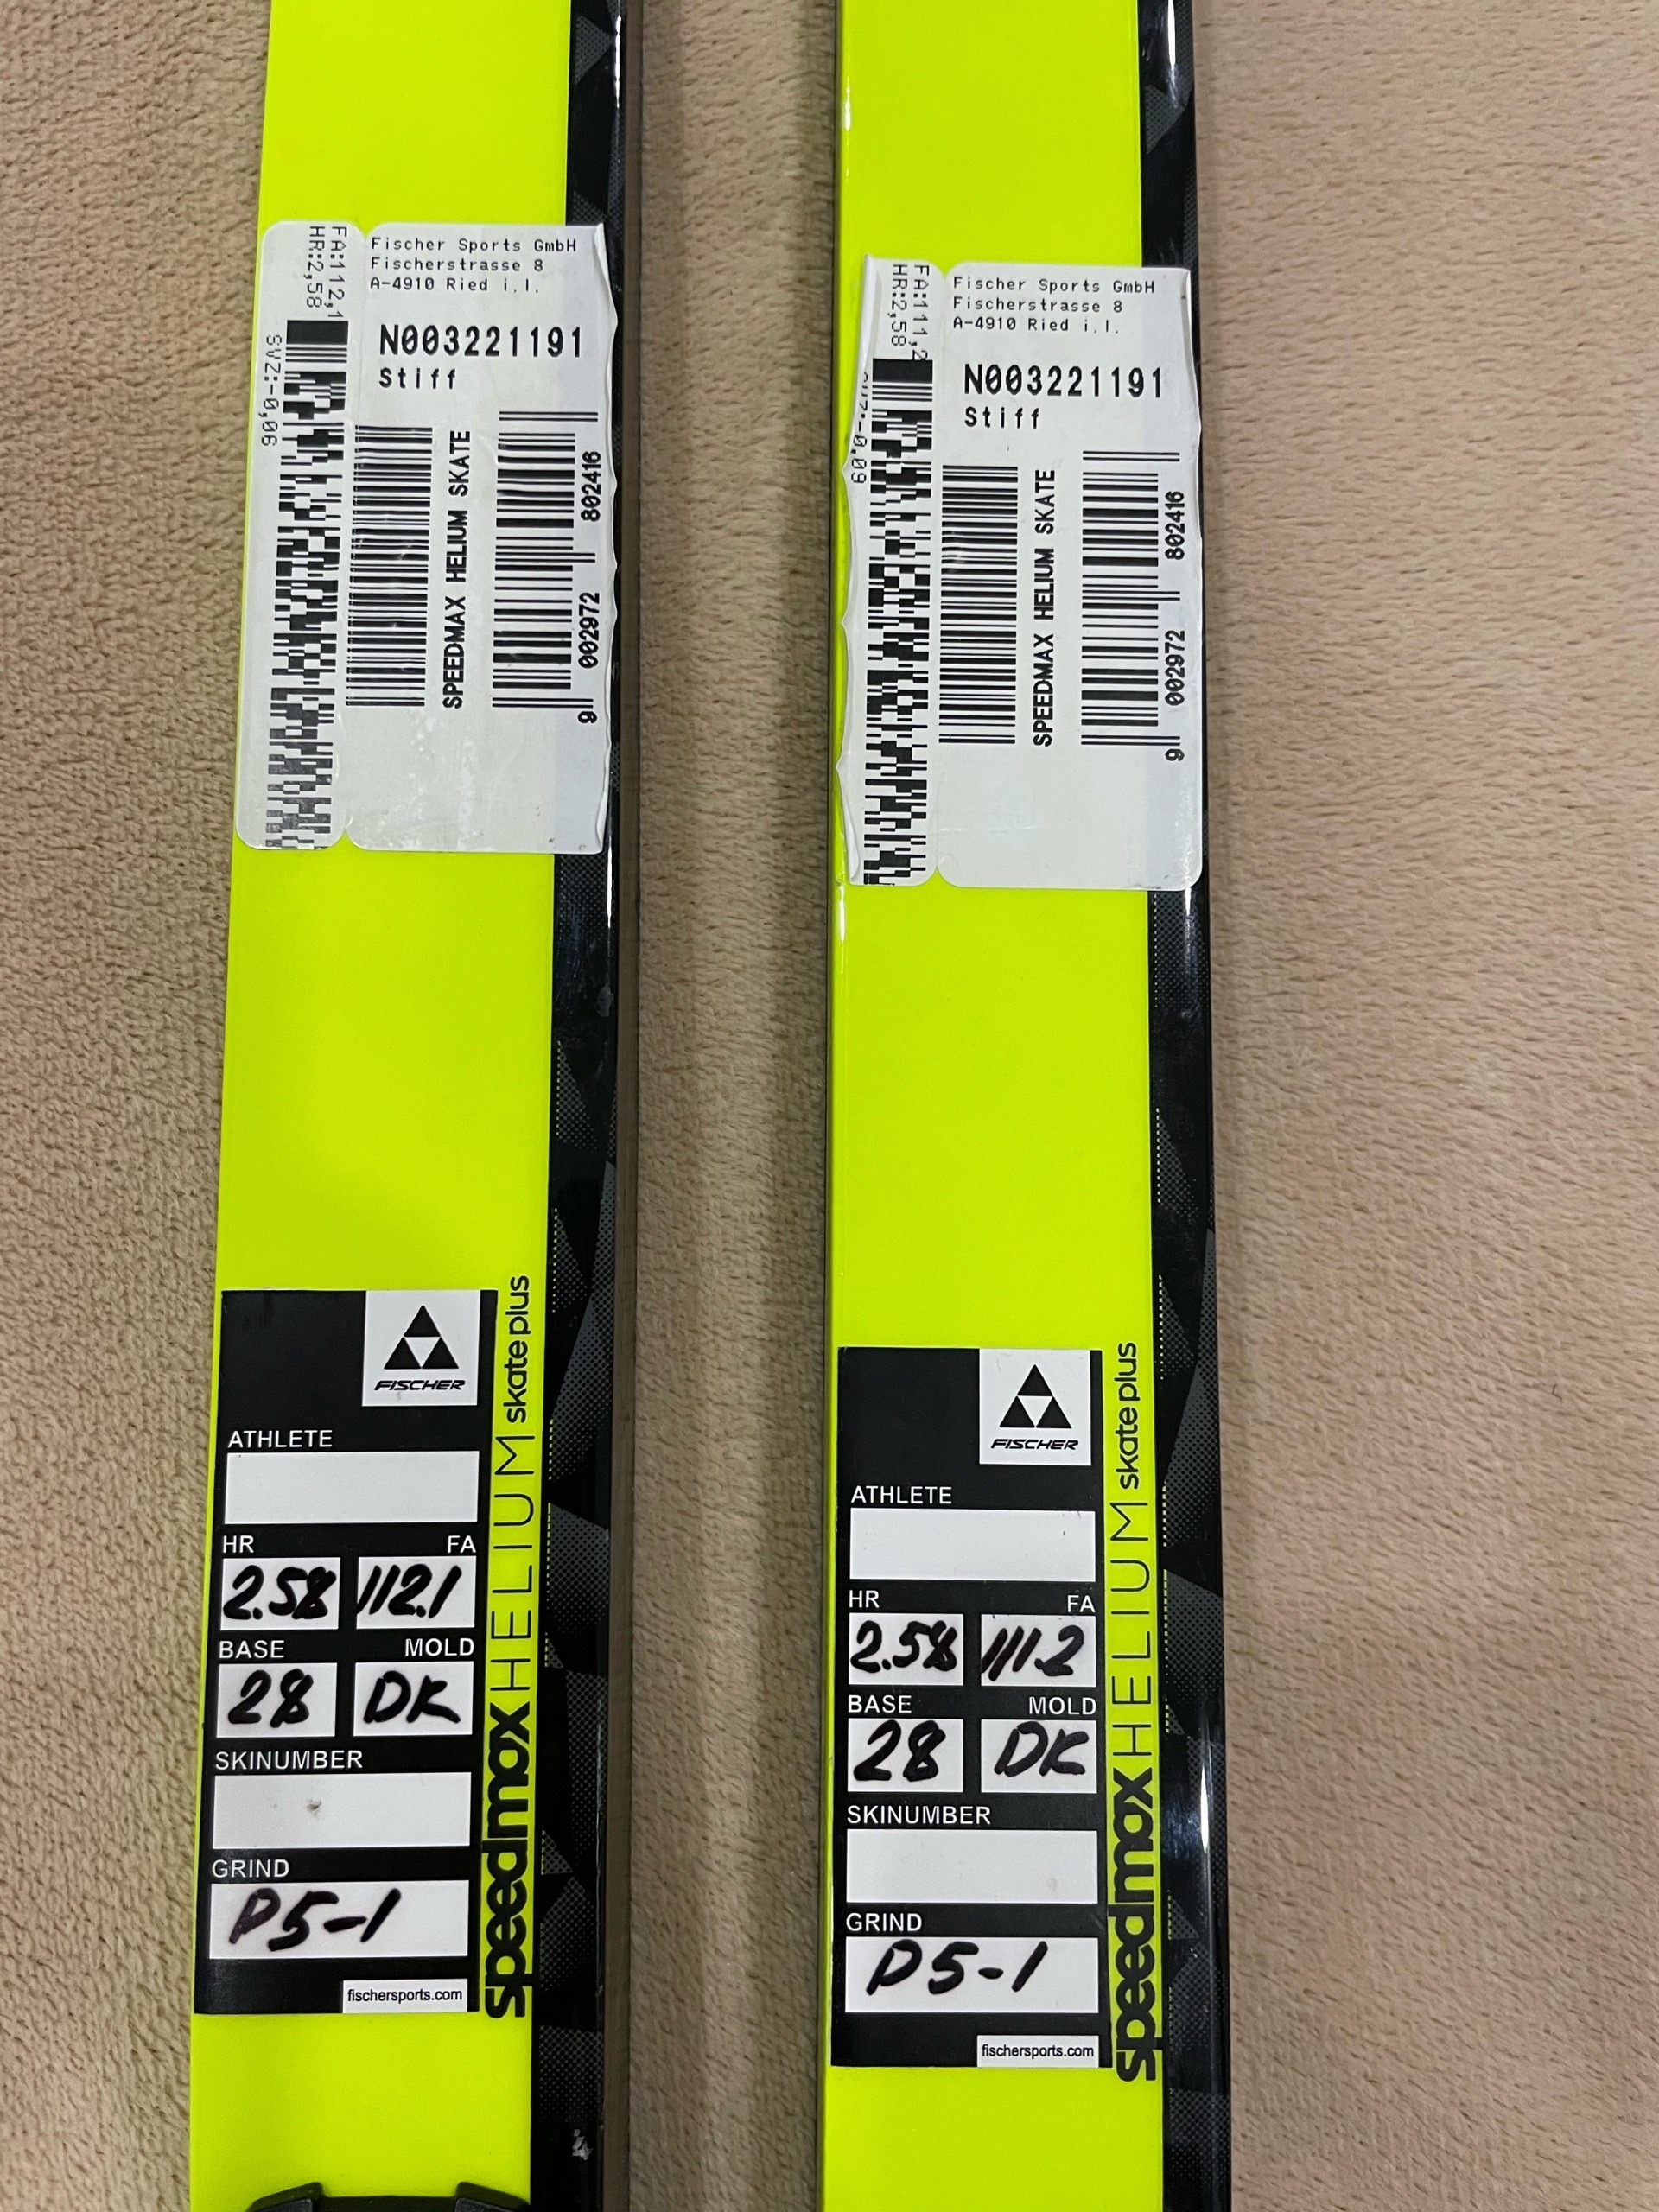 FA:112,1
HR:2,58
SVZ:-0,06
Fischer Sports GmbH
Fischerstrasse 8
A-4910 Ried i.I.
N003221191
Stiff
SPEEDMAX HELIUM SKATE
9 002972 802416
FISCHER
ATHLETE
HR FA
2.58 112.1
BASE MOLD
28 DK
SKINUMBER
GRIND
P5-1
fischersports.com
speedmax HELIUM skate plus
FA:111,2
HR:2,58
Fischer Sports GmbH
Fischerstrasse 8
A-4910 Ried i.I.
N003221191
Stiff
SPEEDMAX HELIUM SKATE
9 002972 802416
FISCHER
ATHLETE
HR FA
2.58 111.2
BASE MOLD
28 DK
SKINUMBER
GRIND
P5-1
fischersports.com
speedmax HELIUM skate plus